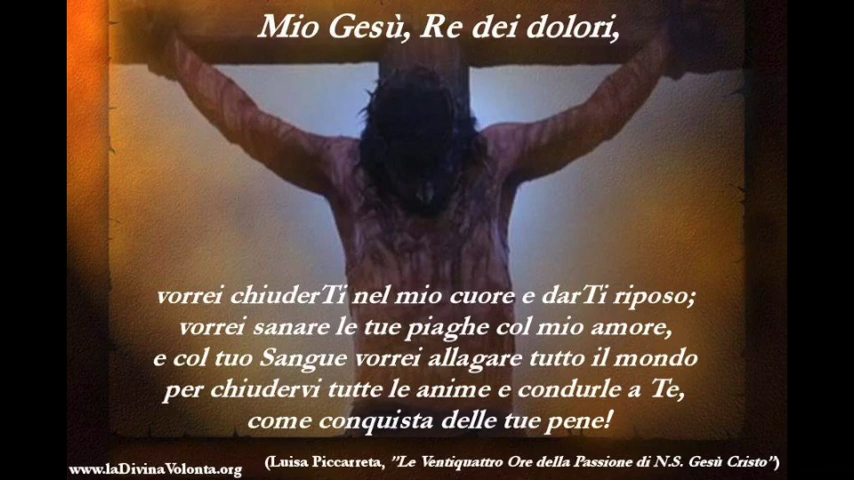 Mio Gesù, Re dei dolori,
vorrei chiuderTi nel mio cuore e darTi riposo;
vorrei sanare le tue piaghe col mio amore,
e col tuo Sangue vorrei allagare tutto il mondo
per chiudervi tutte le anime e condurle a Te,
come conquista delle tue pene!
www.laDivinaVolonta.org
(Luisa Piccarreta, "Le Ventiquattro Ore della Passione di N.S. Gesù Cristo")